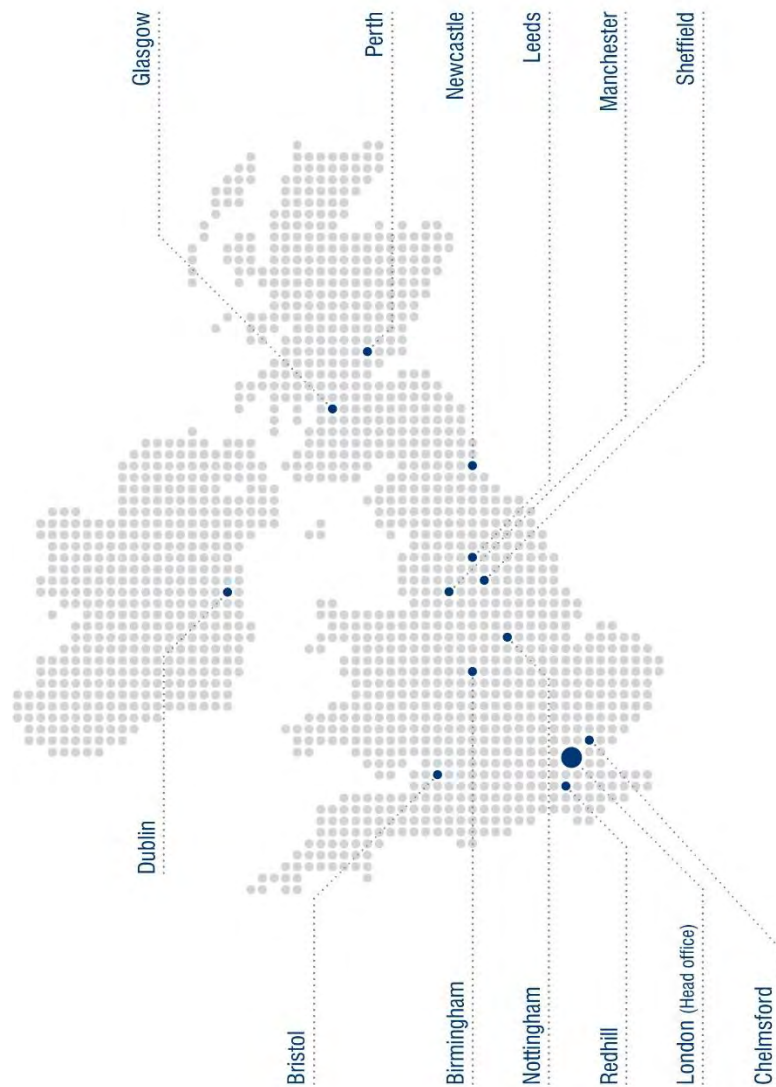 Glasgow
Perth
Newcastle
Leeds
Manchester
Sheffield
Dublin
Bristol
Birmingham
Nottingham
Redhill
London (Head office)
Chelmsford